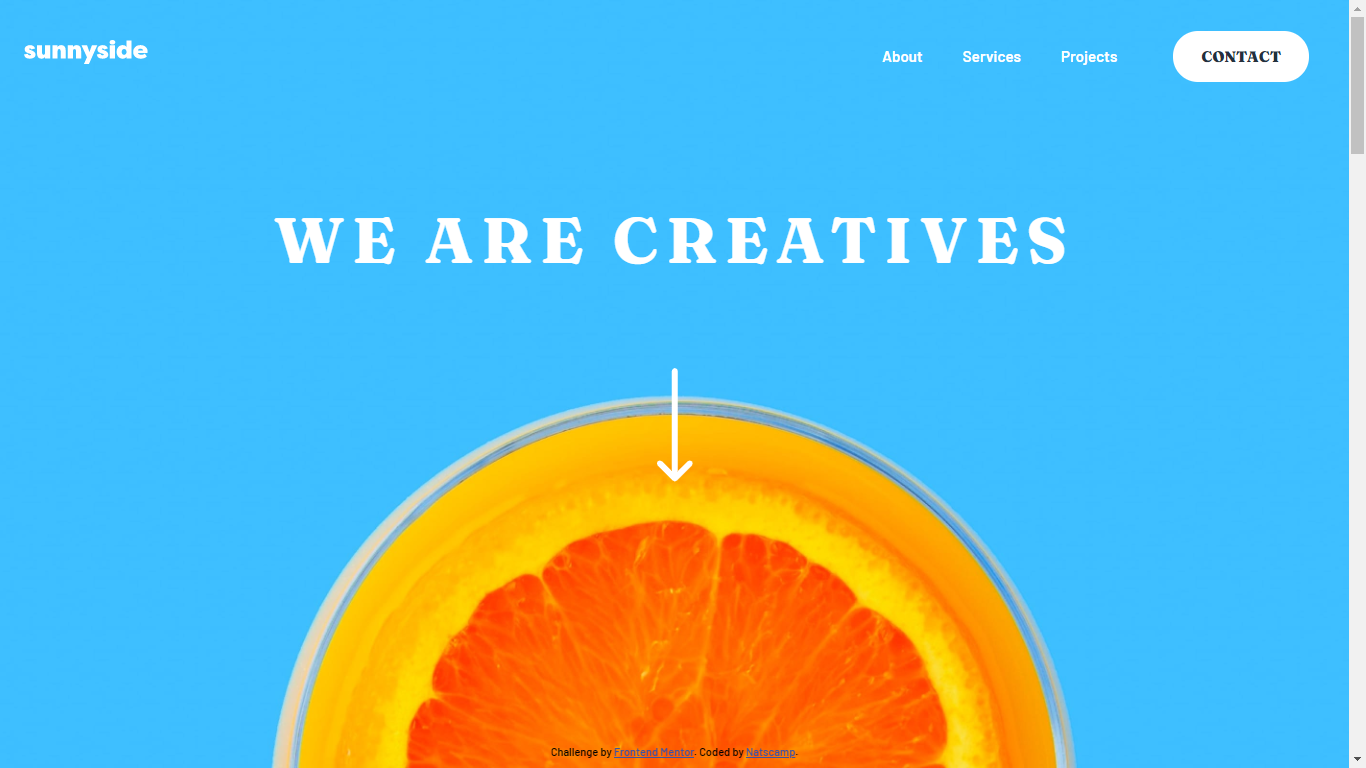 sunnyside
About Services Projects CONTACT
WE ARE CREATIVES
Challenge by Frontend Mentor. Coded by Natscamp.